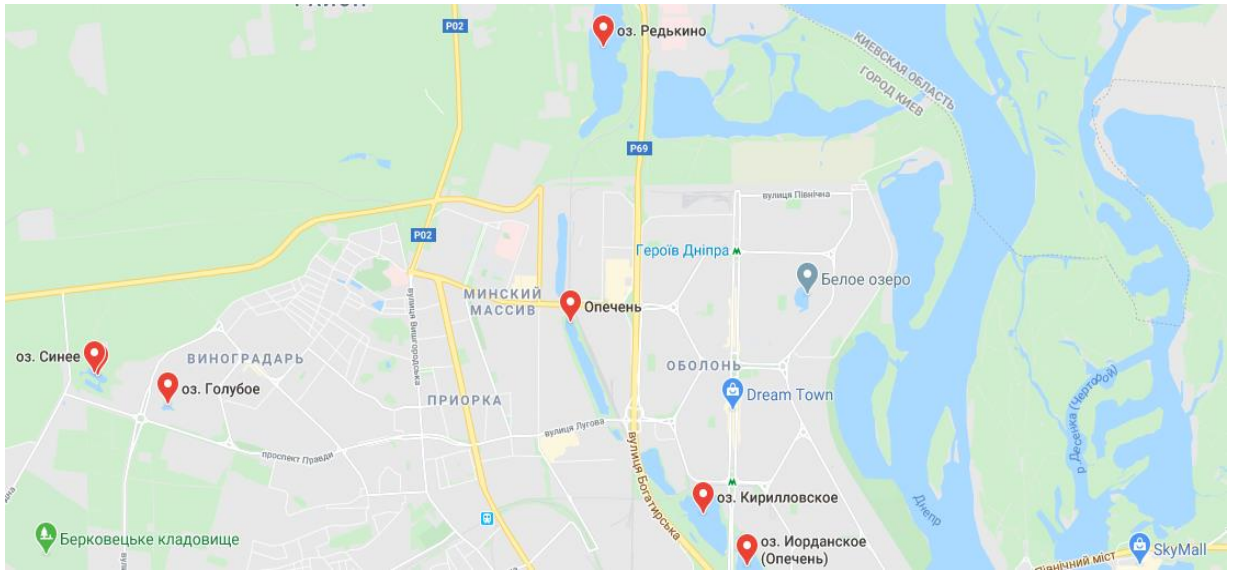 РАЙОН
P02
оз. Редькино
КИЕВСКАЯ ОБЛАСТЬ
ГОРОД КИЕВ
P69
вулиця Північна
P02
Героїв Дніпра
Белое озеро
МИНСКИЙ
МАССИВ
Опечень
вулиця Вишгородська
оз. Синее
ВИНОГРАДАРЬ
оз. Голубое
ОБОЛОНЬ
Dream Town
ПРИОРКА
р. Десенка (Черторой)
вулиця Лугова
проспект Правди
вулиця Богатирська
оз. Кирилловское
Днепр
Берковецьке кладовище
оз. Иорданское
(Опечень)
SkyMall
Північний міст